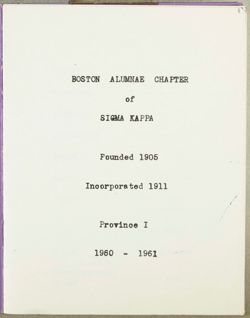 BOSTON ALUMNAE CHAPTER
of
SIGMA KAPPA
Founded 1905
Incorporated 1911
Province I
1960 - 1961